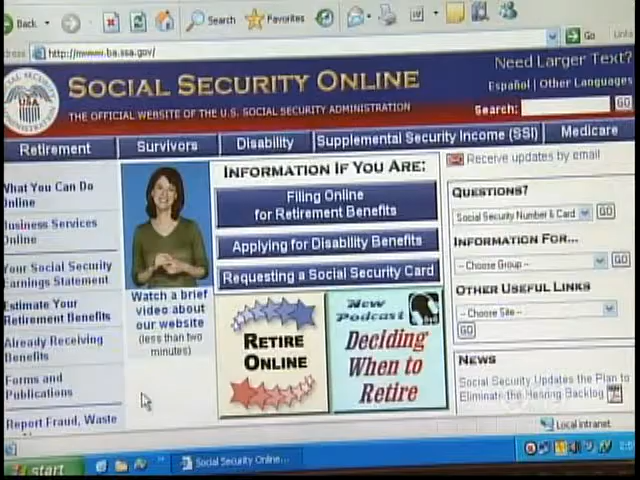 Back
Search
Favorites
http://www.ba.ssa.gov/
Go
SOCIAL SECURITY ONLINE
THE OFFICIAL WEBSITE OF THE U.S. SOCIAL SECURITY ADMINISTRATION
USA
Need Larger Text?
Español | Other Languages
Search:
GO
Retirement
Survivors
Disability
Supplemental Security Income (SSI)
Medicare
What You Can Do
Online
Business Services
Online
Your Social Security
Earnings Statement
Estimate Your
Retirement Benefits
Already Receiving
Benefits
Forms and
Publications
Report Fraud, Waste
Watch a brief
video about
our website
(less than two
minutes)
INFORMATION IF YOU ARE:
Filing Online
for Retirement Benefits
Applying for Disability Benefits
Requesting a Social Security Card
RETIRE
ONLINE
New
Podcast
Deciding
When to
Retire
Receive updates by email
QUESTIONS?
Social Security Number & Card
GO
INFORMATION FOR...
-- Choose Group --
GO
OTHER USEFUL LINKS
-- Choose Site --
GO
NEWS
Social Security Updates the Plan to
Eliminate the Hearing Backlog
Local intranet
start
Social Security Online...